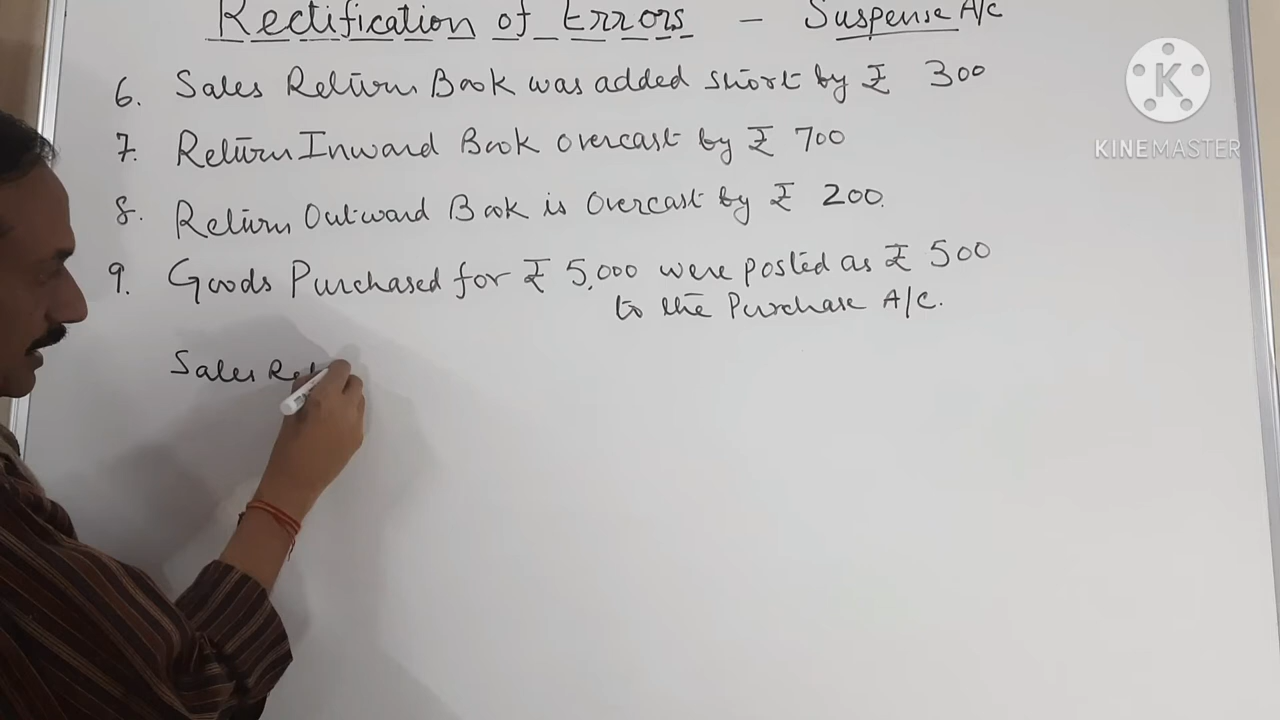 Rectification of Errors – Suspense A/c
6. Sales Return Book was added short by ₹ 300
7. Return Inward Book overcast by ₹ 700
8. Return Outward Book is Overcast by ₹ 200.
9. Goods Purchased for ₹ 5,000 were posted as ₹ 500
to the Purchase A/C.
Sales Ret
K
KINEMASTER